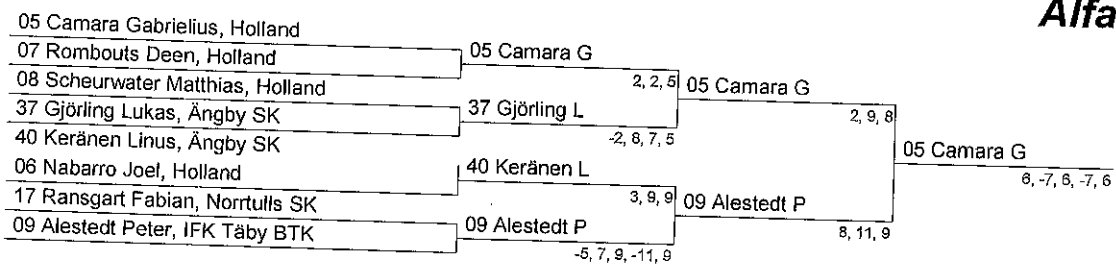 Alfa
05 Camara Gabrielius, Holland
07 Rombouts Deen, Holland
08 Scheurwater Matthias, Holland
37 Gjörling Lukas, Ängby SK
40 Keränen Linus, Ängby SK
06 Nabarro Joel, Holland
17 Ransgart Fabian, Norrtulls SK
09 Alestedt Peter, IFK Täby BTK
05 Camara G
2, 2, 5
37 Gjörling L
-2, 8, 7, 5
40 Keränen L
3, 9, 9
09 Alestedt P
-5, 7, 9, -11, 9
05 Camara G
2, 9, 8
09 Alestedt P
8, 11, 9
05 Camara G
6, -7, 6, -7, 6